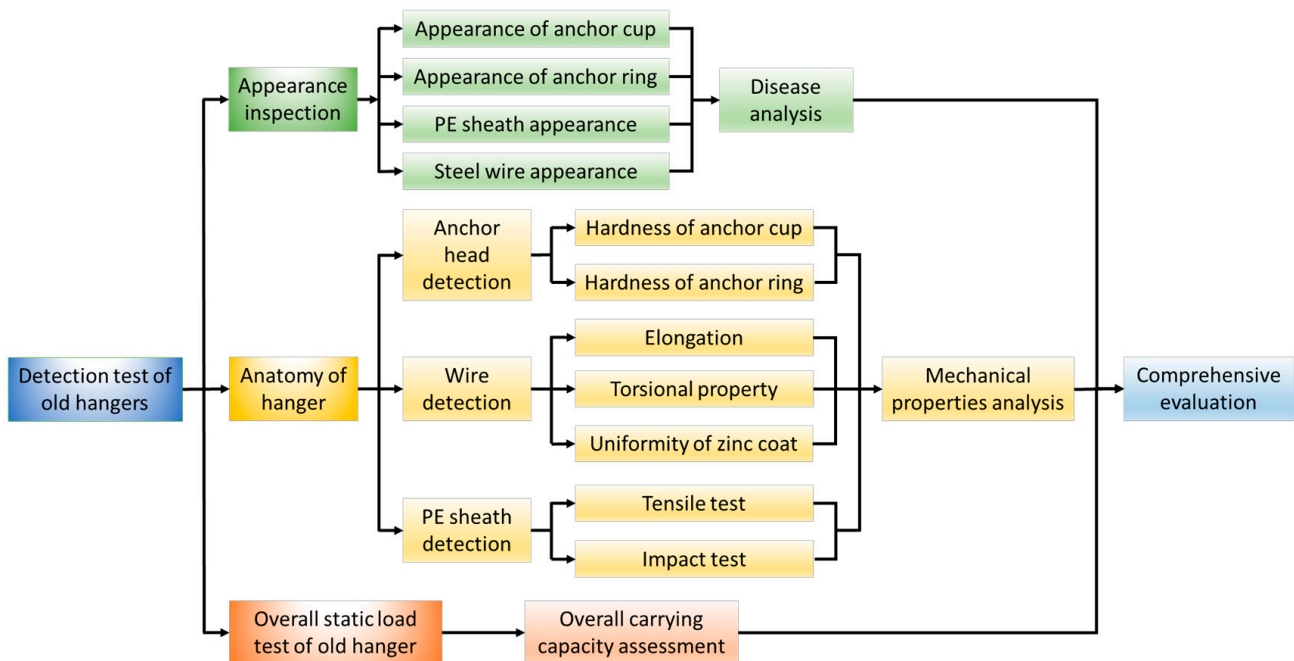 Appearance of anchor cup
Appearance of anchor ring
Appearance
inspection
PE sheath appearance
Steel wire appearance
Disease
analysis
Anchor
head
detection
Hardness of anchor cup
Hardness of anchor ring
Detection test of
old hangers
Anatomy of
hanger
Wire
detection
Elongation
Torsional property
Uniformity of zinc coat
Mechanical
properties analysis
Comprehensive
evaluation
PE sheath
detection
Tensile test
Impact test
Overall static load
test of old hanger
Overall carrying
capacity assessment